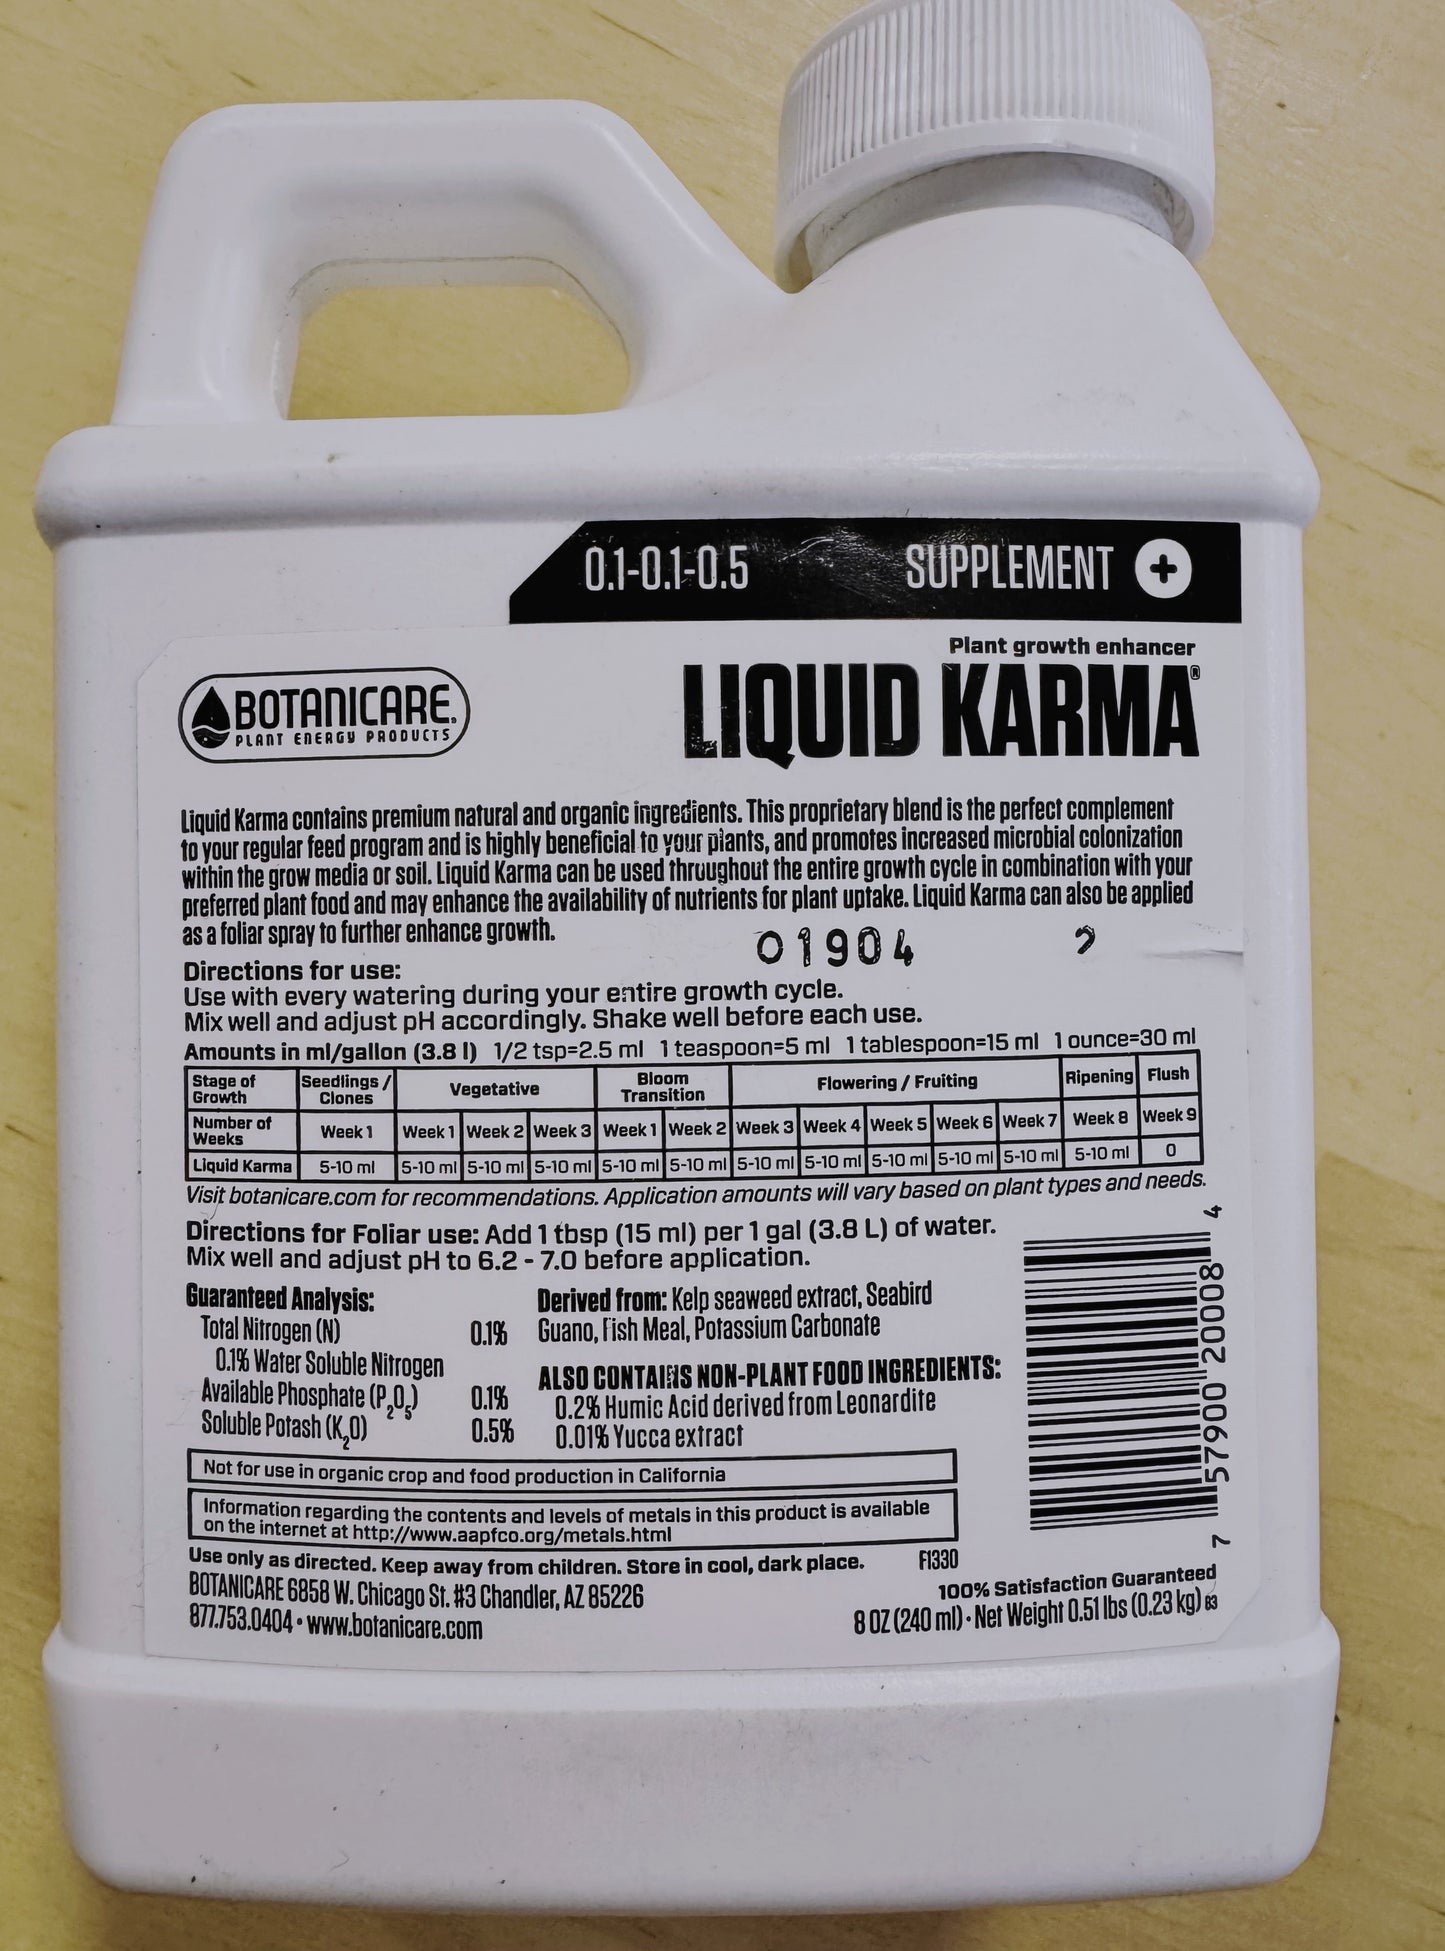 0.1-0.1-0.5 SUPPLEMENT +
Plant growth enhancer
LIQUID KARMA®
BOTANICARE.
PLANT ENERGY PRODUCTS
Liquid Karma contains premium natural and organic ingredients. This proprietary blend is the perfect complement
to your regular feed program and is highly beneficial to your plants, and promotes increased microbial colonization
within the grow media or soil. Liquid Karma can be used throughout the entire growth cycle in combination with your
preferred plant food and may enhance the availability of nutrients for plant uptake. Liquid Karma can also be applied
as a foliar spray to further enhance growth.
01904 2
Directions for use:
Use with every watering during your entire growth cycle.
Mix well and adjust pH accordingly. Shake well before each use.
Amounts in ml/gallon (3.8 l) 1/2 tsp=2.5 ml 1 teaspoon=5 ml 1 tablespoon=15 ml 1 ounce=30 ml
Stage of Growth Seedlings / Clones Vegetative Bloom Transition Flowering / Fruiting Ripening Flush
Number of Weeks Week 1 Week 1 Week 2 Week 3 Week 1 Week 2 Week 3 Week 4 Week 5 Week 6 Week 7 Week 8 Week 9
Liquid Karma 5-10 ml 5-10 ml 5-10 ml 5-10 ml 5-10 ml 5-10 ml 5-10 ml 5-10 ml 5-10 ml 5-10 ml 5-10 ml 5-10 ml 0
Visit botanicare.com for recommendations. Application amounts will vary based on plant types and needs.
Directions for Foliar use: Add 1 tbsp (15 ml) per 1 gal (3.8 L) of water.
Mix well and adjust pH to 6.2 - 7.0 before application.
Guaranteed Analysis:
Total Nitrogen (N) 0.1%
0.1% Water Soluble Nitrogen
Available Phosphate (P2O5) 0.1%
Soluble Potash (K2O) 0.5%
Derived from: Kelp seaweed extract, Seabird
Guano, Fish Meal, Potassium Carbonate
ALSO CONTAINS NON-PLANT FOOD INGREDIENTS:
0.2% Humic Acid derived from Leonardite
0.01% Yucca extract
7 57900 20008 4
Not for use in organic crop and food production in California
Information regarding the contents and levels of metals in this product is available
on the internet at http://www.aapfco.org/metals.html
Use only as directed. Keep away from children. Store in cool, dark place. F1330
BOTANICARE 6858 W. Chicago St. #3 Chandler, AZ 85226
877.753.0404 • www.botanicare.com
100% Satisfaction Guaranteed
8 OZ (240 ml) • Net Weight 0.51 lbs (0.23 kg) 83